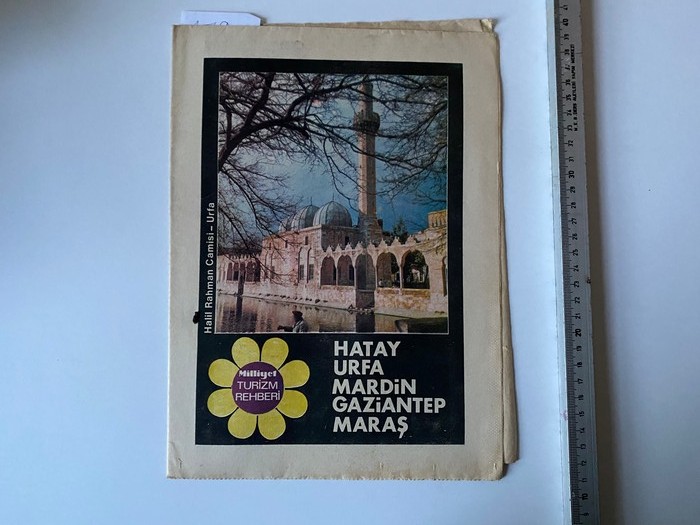 Halil Rahman Camisi – Urfa
Milliyet
TURİZM
REHBERİ
HATAY
URFA
MARDİN
GAZİANTEP
MARAŞ